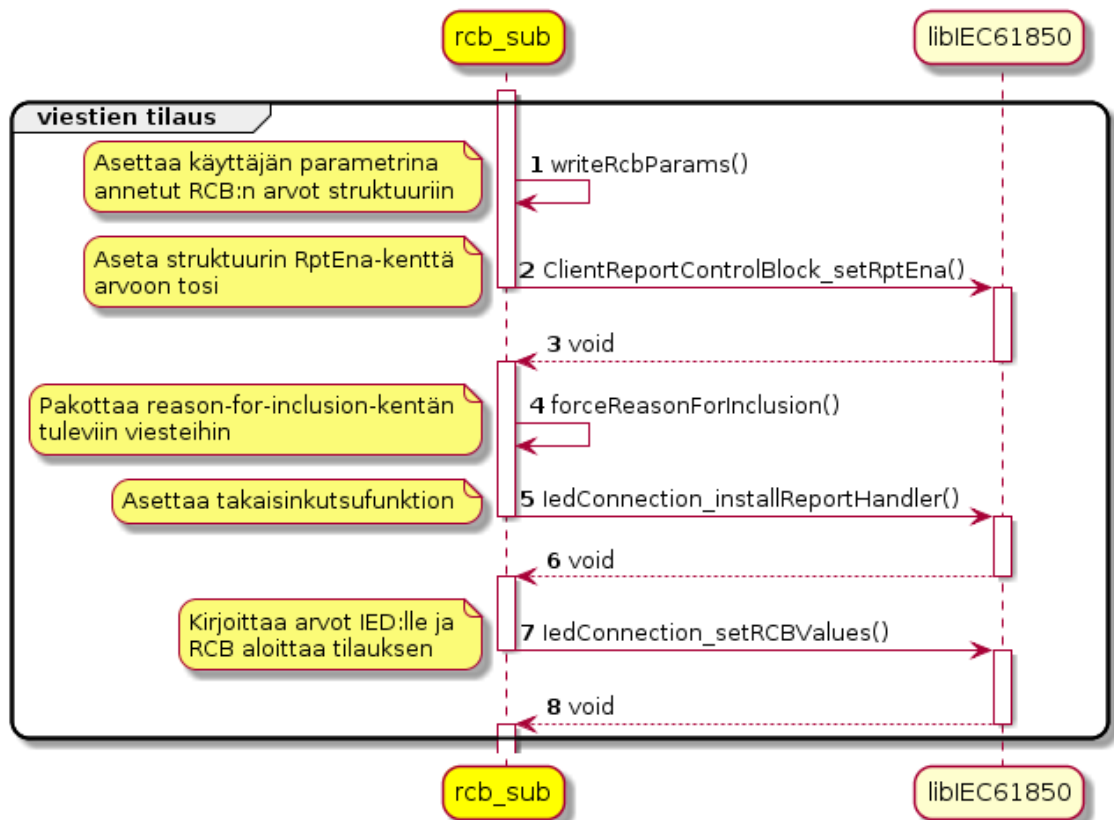 rcb_sub
libIEC61850
viestien tilaus
Asettaa käyttäjän parametrina
annetut RCB:n arvot struktuuriin
1 writeRcbParams()
Aseta struktuurin RptEna-kenttä
arvoon tosi
2 ClientReportControlBlock_setRptEna()
3 void
Pakottaa reason-for-inclusion-kentän
tuleviin viesteihin
4 forceReasonForInclusion()
Asettaa takaisinkutsufunktion
5 IedConnection_installReportHandler()
6 void
Kirjoittaa arvot IED:lle ja
RCB aloittaa tilauksen
7 IedConnection_setRCBValues()
8 void
rcb_sub
libIEC61850